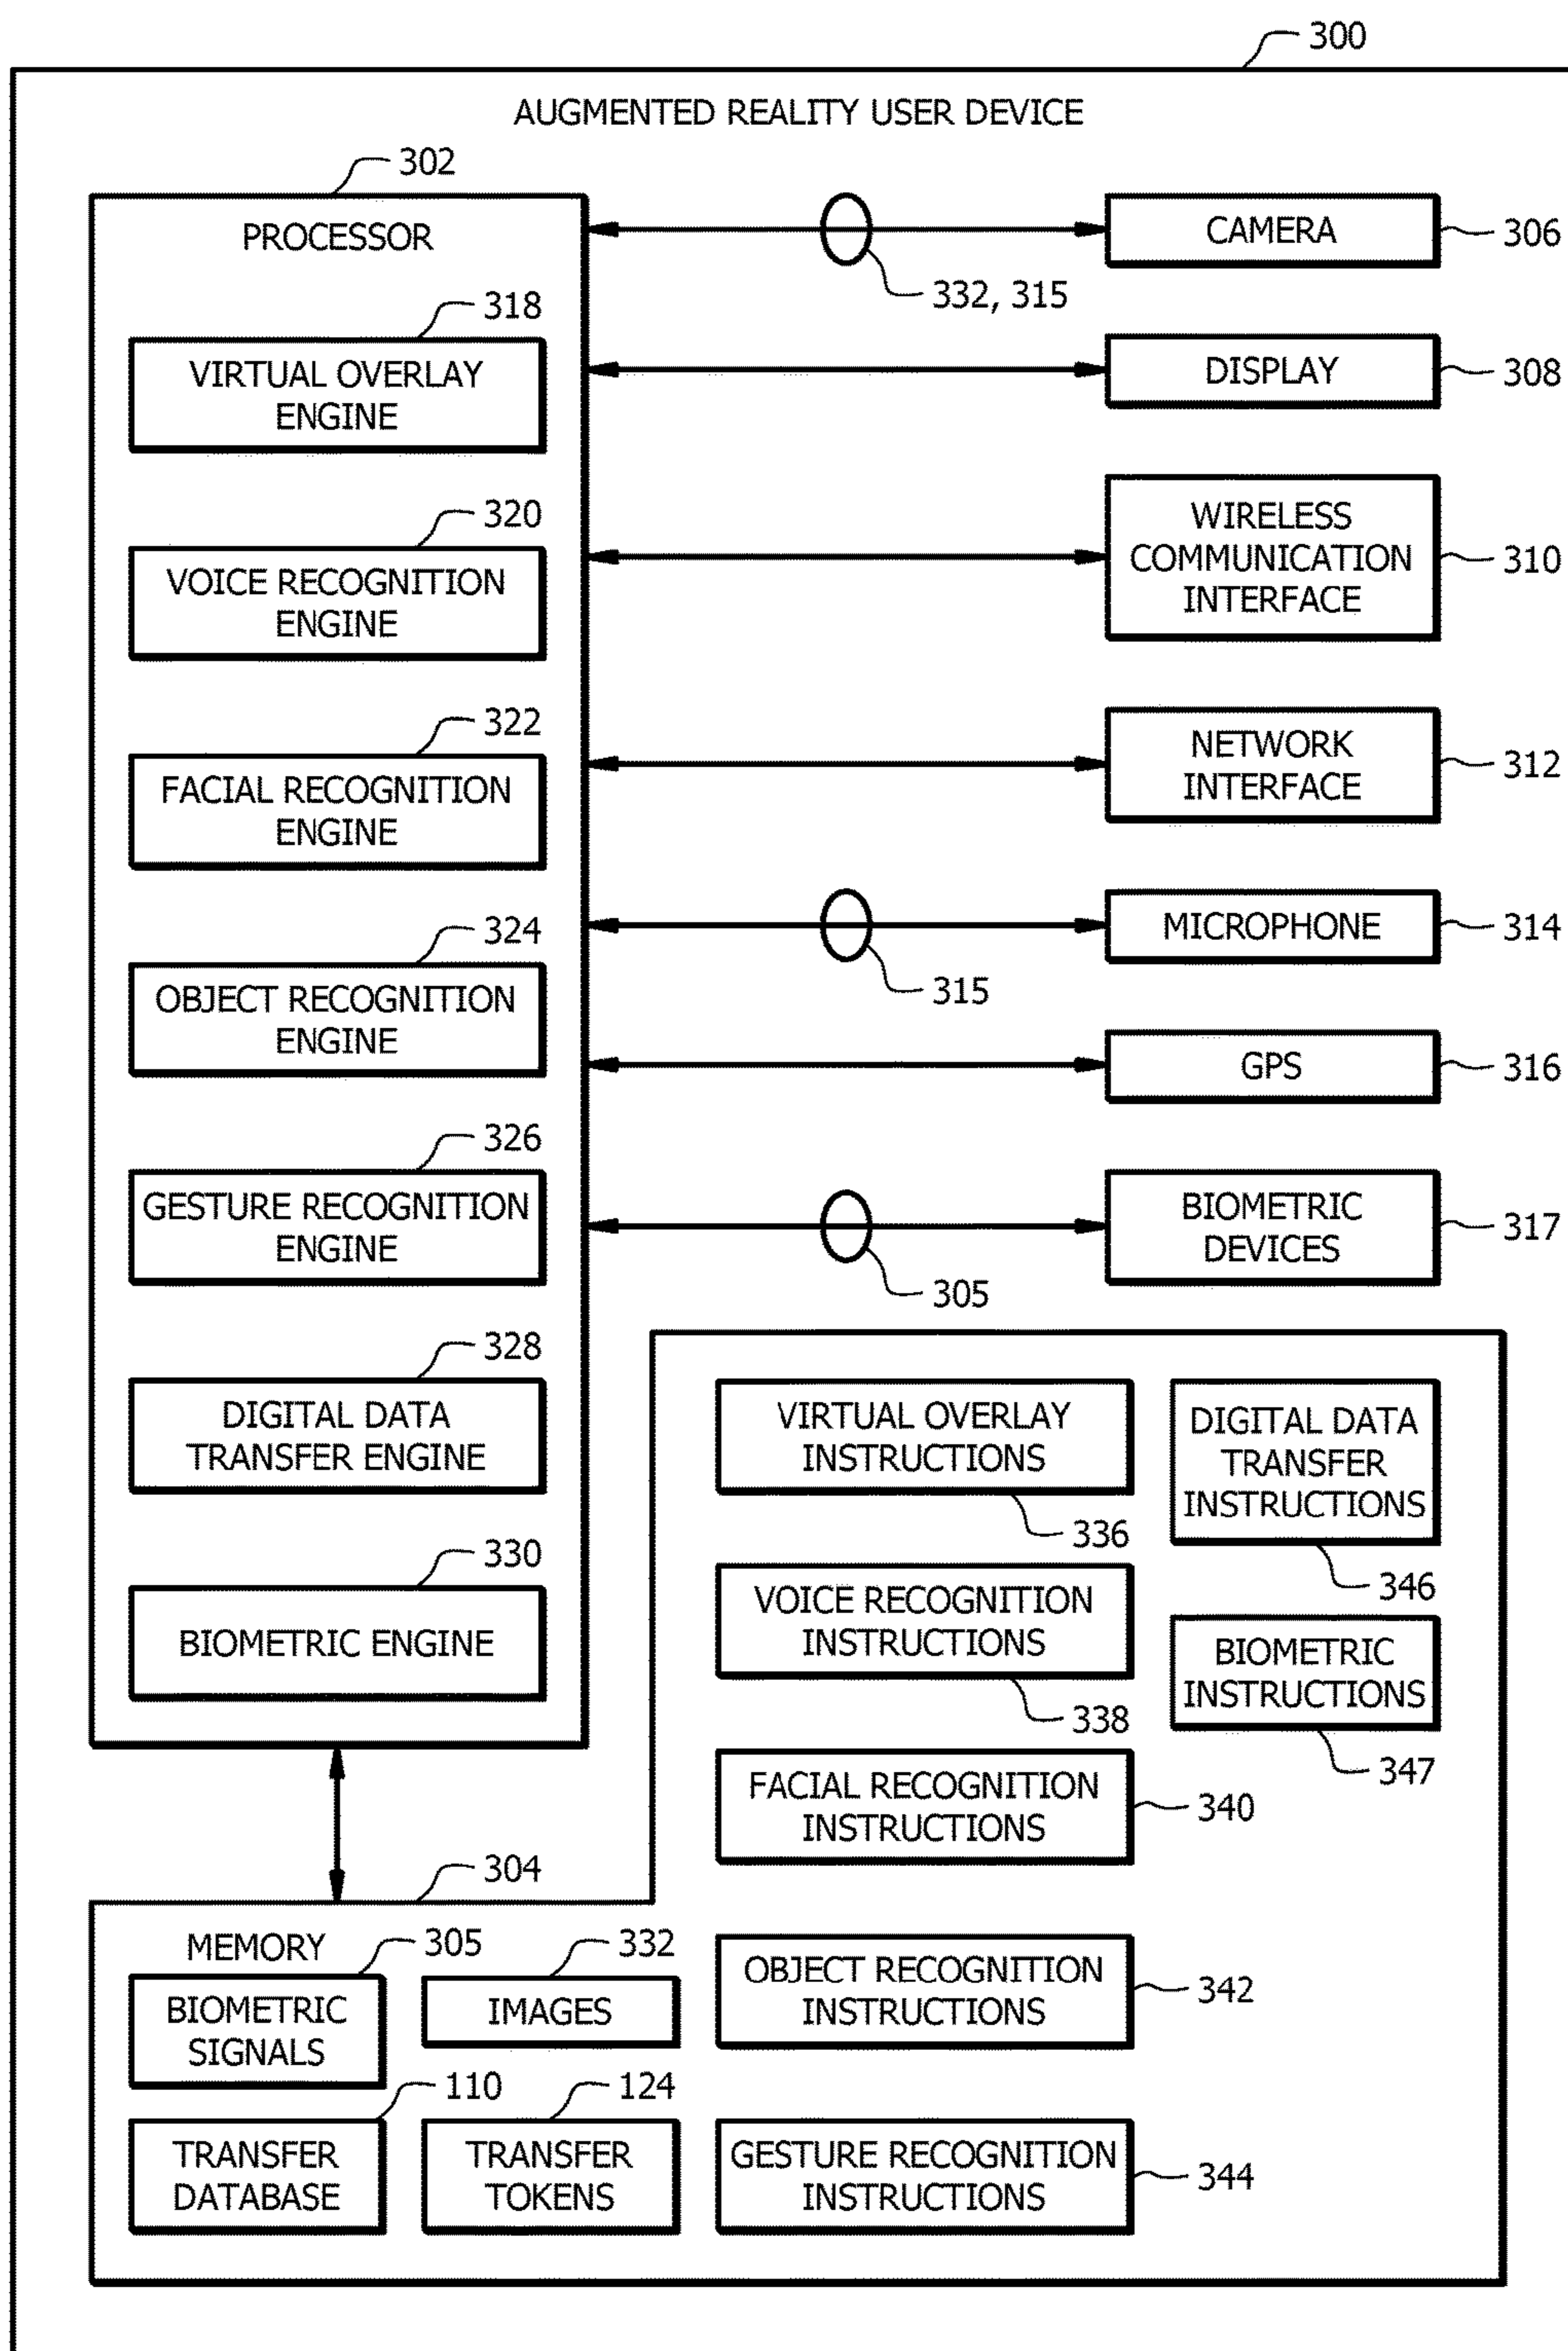 300
AUGMENTED REALITY USER DEVICE
302
PROCESSOR
318
VIRTUAL OVERLAY
ENGINE
320
VOICE RECOGNITION
ENGINE
322
FACIAL RECOGNITION
ENGINE
324
OBJECT RECOGNITION
ENGINE
326
GESTURE RECOGNITION
ENGINE
328
DIGITAL DATA
TRANSFER ENGINE
330
BIOMETRIC ENGINE
332, 315
CAMERA
306
DISPLAY
308
WIRELESS
COMMUNICATION
INTERFACE
310
NETWORK
INTERFACE
312
315
MICROPHONE
314
GPS
316
305
BIOMETRIC
DEVICES
317
304
MEMORY
305
BIOMETRIC
SIGNALS
332
IMAGES
110
TRANSFER
DATABASE
124
TRANSFER
TOKENS
VIRTUAL OVERLAY
INSTRUCTIONS
336
VOICE RECOGNITION
INSTRUCTIONS
338
FACIAL RECOGNITION
INSTRUCTIONS
340
OBJECT RECOGNITION
INSTRUCTIONS
342
GESTURE RECOGNITION
INSTRUCTIONS
344
DIGITAL DATA
TRANSFER
INSTRUCTIONS
346
BIOMETRIC
INSTRUCTIONS
347